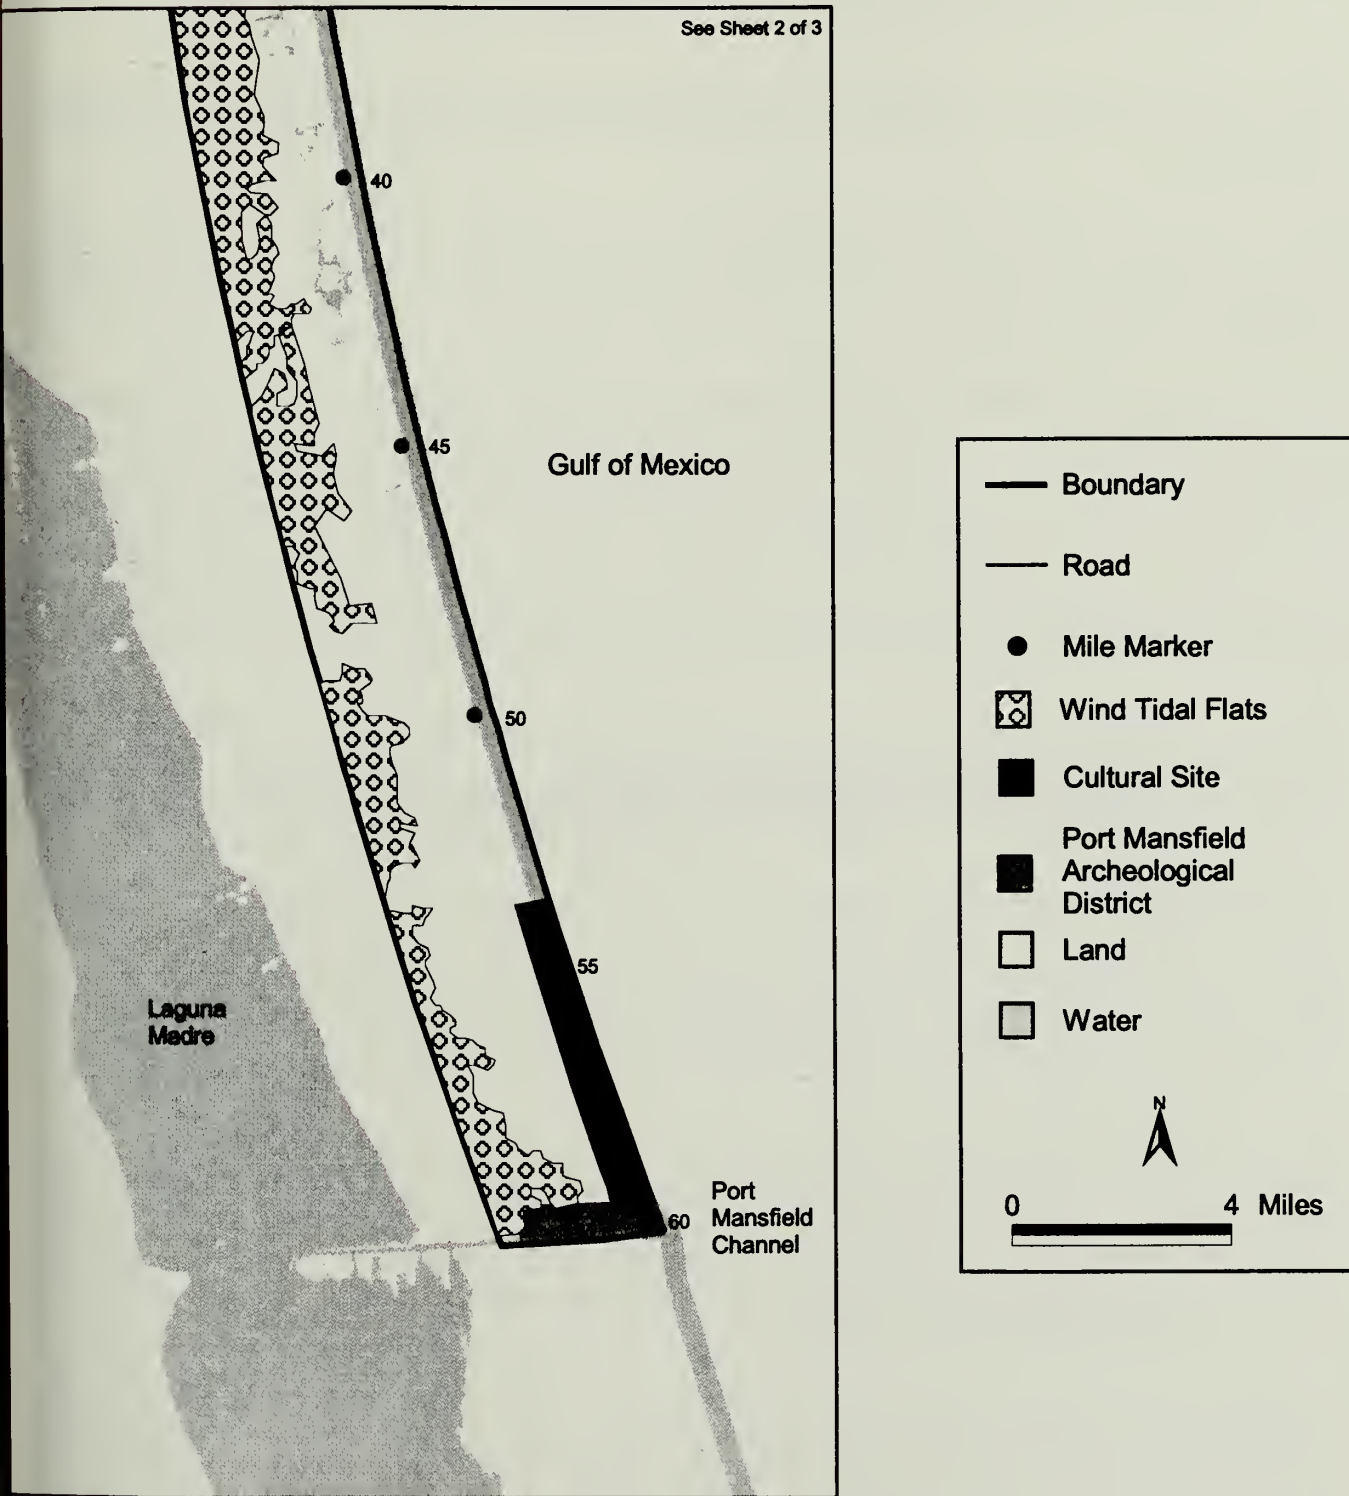 See Sheet 2 of 3
40
45
Gulf of Mexico
50
55
Laguna
Madre
Port
Mansfield
Channel
60
Boundary
Road
Mile Marker
Wind Tidal Flats
Cultural Site
Port Mansfield
Archeological
District
Land
Water
N
0 4 Miles